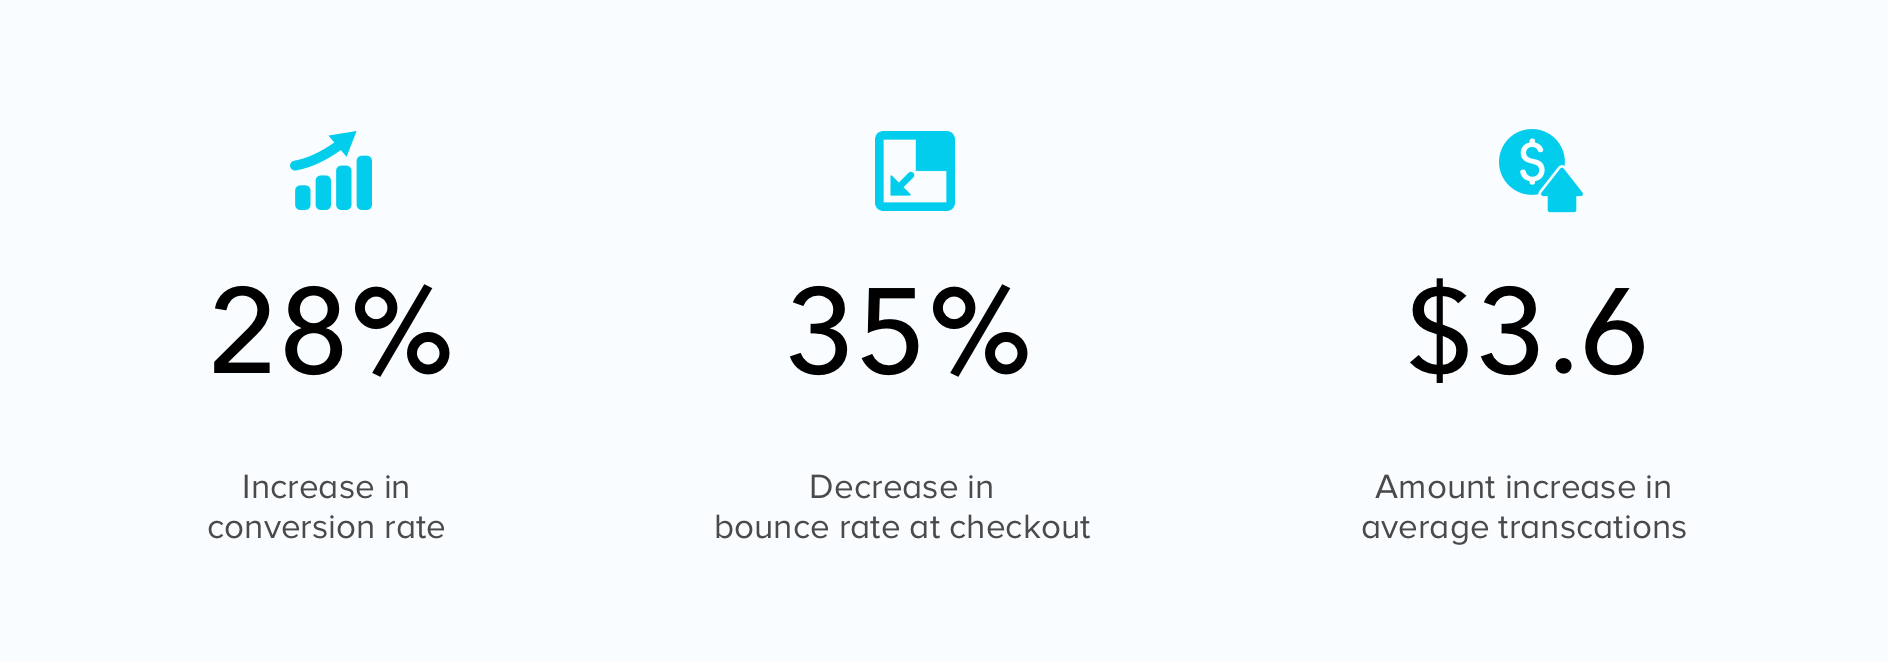 28%
Increase in
conversion rate
35%
Decrease in
bounce rate at checkout
$3.6
Amount increase in
average transcations